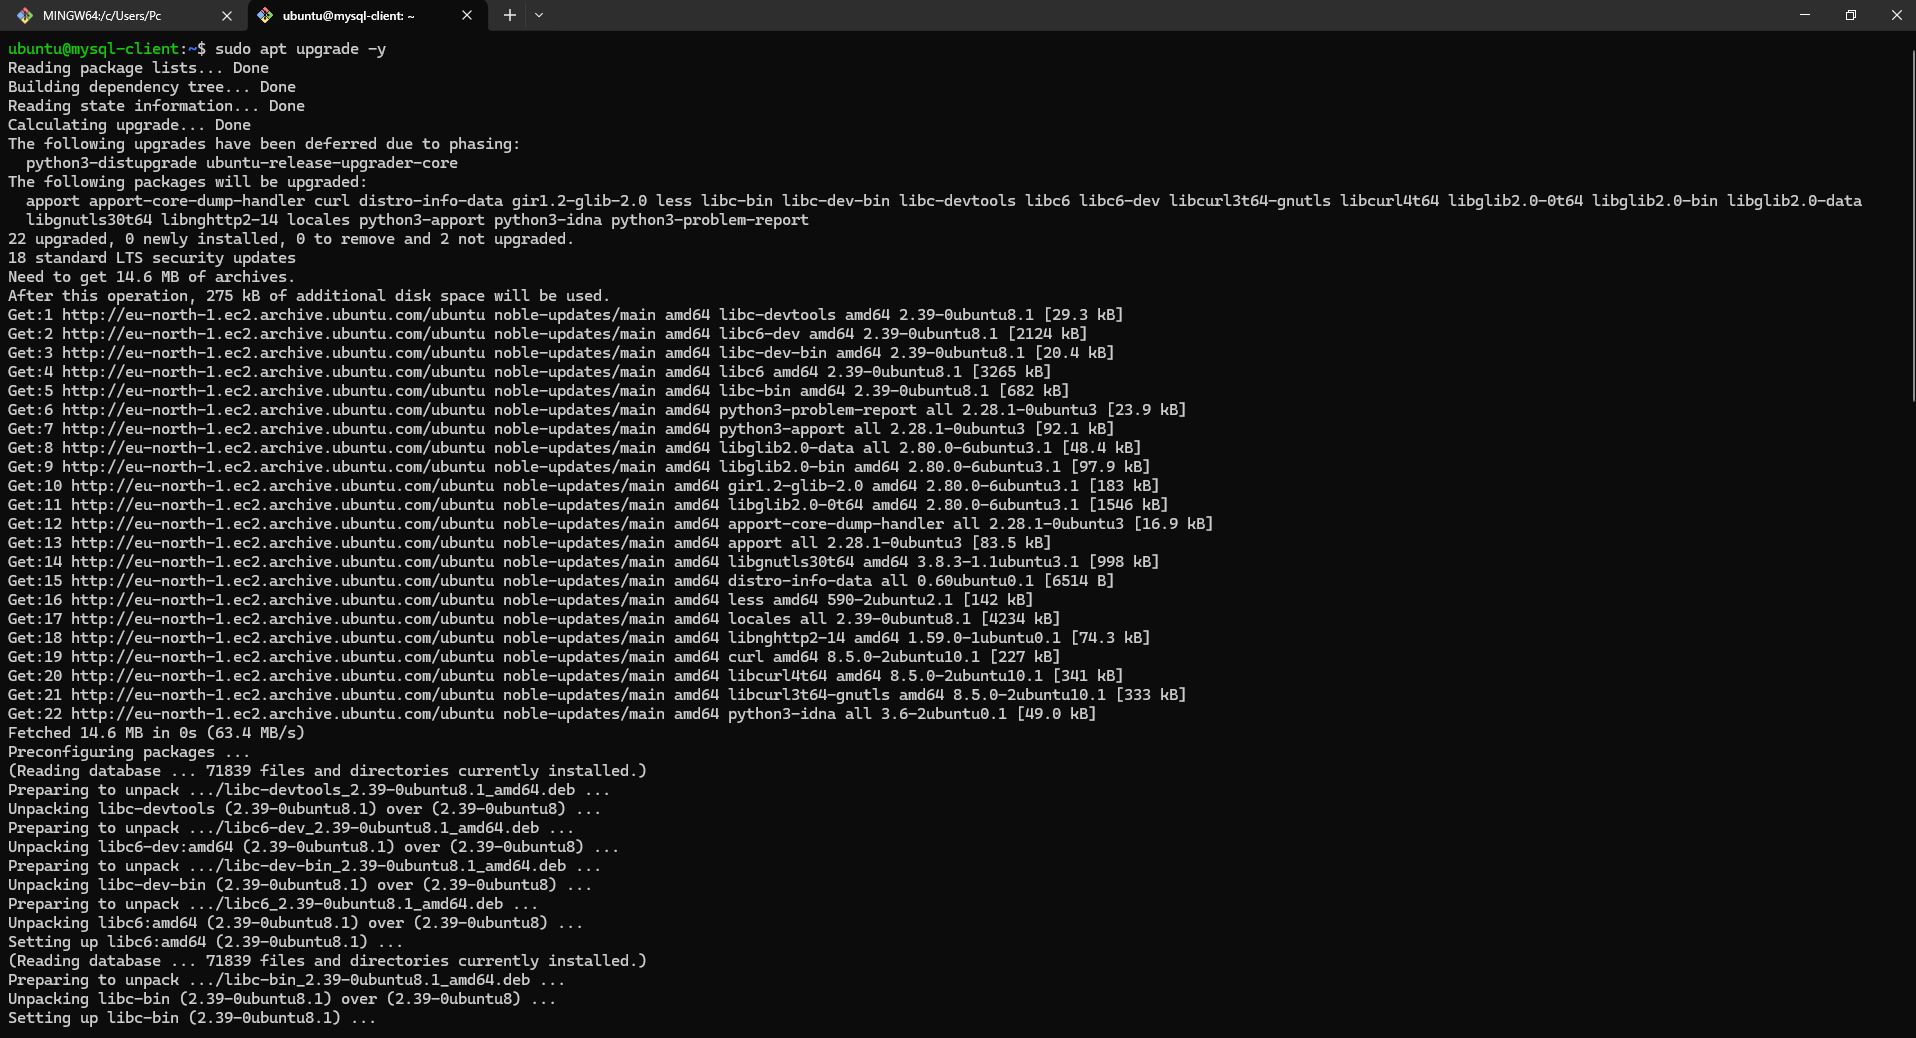 MINGW64:/c/Users/Pc
ubuntu@mysql-client: ~
ubuntu@mysql-client:~$ sudo apt upgrade -y
Reading package lists... Done
Building dependency tree... Done
Reading state information... Done
Calculating upgrade... Done
The following upgrades have been deferred due to phasing:
  python3-distupgrade ubuntu-release-upgrader-core
The following packages will be upgraded:
  apport apport-core-dump-handler curl distro-info-data gir1.2-glib-2.0 less libc-bin libc-dev-bin libc-devtools libc6 libc6-dev libcurl3t64-gnutls libcurl4t64 libglib2.0-0t64 libglib2.0-bin libglib2.0-data
  libgnutls30t64 libnghttp2-14 locales python3-apport python3-idna python3-problem-report
22 upgraded, 0 newly installed, 0 to remove and 2 not upgraded.
18 standard LTS security updates
Need to get 14.6 MB of archives.
After this operation, 275 kB of additional disk space will be used.
Get:1 http://eu-north-1.ec2.archive.ubuntu.com/ubuntu noble-updates/main amd64 libc-devtools amd64 2.39-0ubuntu8.1 [29.3 kB]
Get:2 http://eu-north-1.ec2.archive.ubuntu.com/ubuntu noble-updates/main amd64 libc6-dev amd64 2.39-0ubuntu8.1 [2124 kB]
Get:3 http://eu-north-1.ec2.archive.ubuntu.com/ubuntu noble-updates/main amd64 libc-dev-bin amd64 2.39-0ubuntu8.1 [20.4 kB]
Get:4 http://eu-north-1.ec2.archive.ubuntu.com/ubuntu noble-updates/main amd64 libc6 amd64 2.39-0ubuntu8.1 [3265 kB]
Get:5 http://eu-north-1.ec2.archive.ubuntu.com/ubuntu noble-updates/main amd64 libc-bin amd64 2.39-0ubuntu8.1 [682 kB]
Get:6 http://eu-north-1.ec2.archive.ubuntu.com/ubuntu noble-updates/main amd64 python3-problem-report all 2.28.1-0ubuntu3 [23.9 kB]
Get:7 http://eu-north-1.ec2.archive.ubuntu.com/ubuntu noble-updates/main amd64 python3-apport all 2.28.1-0ubuntu3 [92.1 kB]
Get:8 http://eu-north-1.ec2.archive.ubuntu.com/ubuntu noble-updates/main amd64 libglib2.0-data all 2.80.0-6ubuntu3.1 [48.4 kB]
Get:9 http://eu-north-1.ec2.archive.ubuntu.com/ubuntu noble-updates/main amd64 libglib2.0-bin amd64 2.80.0-6ubuntu3.1 [97.9 kB]
Get:10 http://eu-north-1.ec2.archive.ubuntu.com/ubuntu noble-updates/main amd64 gir1.2-glib-2.0 amd64 2.80.0-6ubuntu3.1 [183 kB]
Get:11 http://eu-north-1.ec2.archive.ubuntu.com/ubuntu noble-updates/main amd64 libglib2.0-0t64 amd64 2.80.0-6ubuntu3.1 [1546 kB]
Get:12 http://eu-north-1.ec2.archive.ubuntu.com/ubuntu noble-updates/main amd64 apport-core-dump-handler all 2.28.1-0ubuntu3 [16.9 kB]
Get:13 http://eu-north-1.ec2.archive.ubuntu.com/ubuntu noble-updates/main amd64 apport all 2.28.1-0ubuntu3 [83.5 kB]
Get:14 http://eu-north-1.ec2.archive.ubuntu.com/ubuntu noble-updates/main amd64 libgnutls30t64 amd64 3.8.3-1.1ubuntu3.1 [998 kB]
Get:15 http://eu-north-1.ec2.archive.ubuntu.com/ubuntu noble-updates/main amd64 distro-info-data all 0.60ubuntu0.1 [6514 B]
Get:16 http://eu-north-1.ec2.archive.ubuntu.com/ubuntu noble-updates/main amd64 less amd64 590-2ubuntu2.1 [142 kB]
Get:17 http://eu-north-1.ec2.archive.ubuntu.com/ubuntu noble-updates/main amd64 locales all 2.39-0ubuntu8.1 [4234 kB]
Get:18 http://eu-north-1.ec2.archive.ubuntu.com/ubuntu noble-updates/main amd64 libnghttp2-14 amd64 1.59.0-1ubuntu0.1 [74.3 kB]
Get:19 http://eu-north-1.ec2.archive.ubuntu.com/ubuntu noble-updates/main amd64 curl amd64 8.5.0-2ubuntu10.1 [227 kB]
Get:20 http://eu-north-1.ec2.archive.ubuntu.com/ubuntu noble-updates/main amd64 libcurl4t64 amd64 8.5.0-2ubuntu10.1 [341 kB]
Get:21 http://eu-north-1.ec2.archive.ubuntu.com/ubuntu noble-updates/main amd64 libcurl3t64-gnutls amd64 8.5.0-2ubuntu10.1 [333 kB]
Get:22 http://eu-north-1.ec2.archive.ubuntu.com/ubuntu noble-updates/main amd64 python3-idna all 3.6-2ubuntu0.1 [49.0 kB]
Fetched 14.6 MB in 0s (63.4 MB/s)
Preconfiguring packages ...
(Reading database ... 71839 files and directories currently installed.)
Preparing to unpack .../libc-devtools_2.39-0ubuntu8.1_amd64.deb ...
Unpacking libc-devtools (2.39-0ubuntu8.1) over (2.39-0ubuntu8) ...
Preparing to unpack .../libc6-dev_2.39-0ubuntu8.1_amd64.deb ...
Unpacking libc6-dev:amd64 (2.39-0ubuntu8.1) over (2.39-0ubuntu8) ...
Preparing to unpack .../libc-dev-bin_2.39-0ubuntu8.1_amd64.deb ...
Unpacking libc-dev-bin (2.39-0ubuntu8.1) over (2.39-0ubuntu8) ...
Preparing to unpack .../libc6_2.39-0ubuntu8.1_amd64.deb ...
Unpacking libc6:amd64 (2.39-0ubuntu8.1) over (2.39-0ubuntu8) ...
Setting up libc6:amd64 (2.39-0ubuntu8.1) ...
(Reading database ... 71839 files and directories currently installed.)
Preparing to unpack .../libc-bin_2.39-0ubuntu8.1_amd64.deb ...
Unpacking libc-bin (2.39-0ubuntu8.1) over (2.39-0ubuntu8) ...
Setting up libc-bin (2.39-0ubuntu8.1) ...